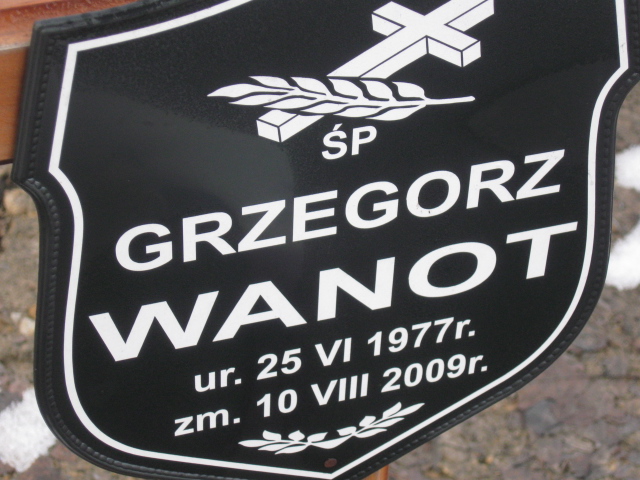 ŚP
GRZEGORZ
WANOT
ur. 25 VI 1977r.
zm. 10 VIII 2009r.